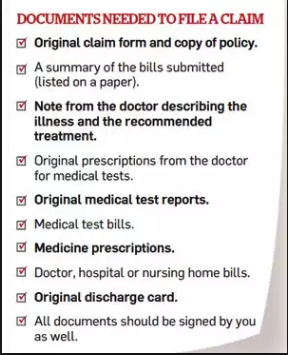 DOCUMENTS NEEDED TO FILE A CLAIM
Original claim form and copy of policy.
A summary of the bills submitted
(listed on a paper).
Note from the doctor describing the
illness and the recommended
treatment.
Original prescriptions from the doctor
for medical tests.
Original medical test reports.
Medical test bills.
Medicine prescriptions.
Doctor, hospital or nursing home bills.
Original discharge card.
All documents should be signed by you
as well.